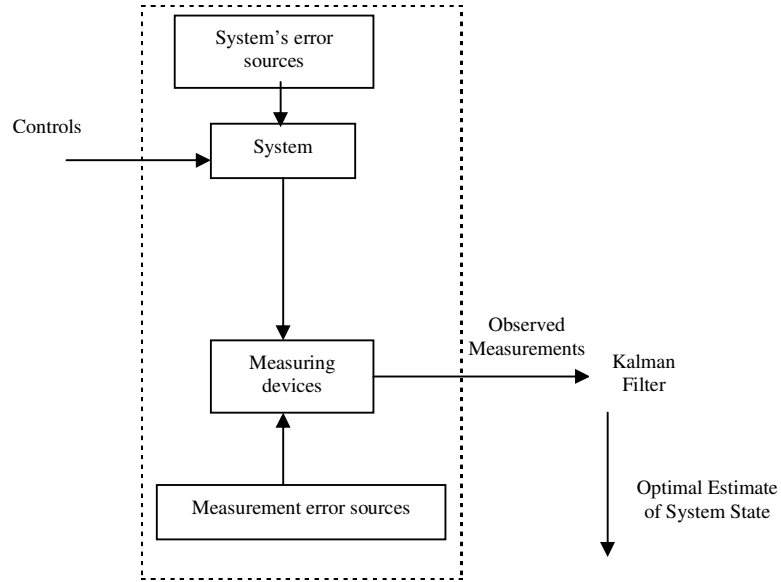 System's error
sources
Controls
System
Observed
Measurements
Measuring
devices
Kalman
Filter
Measurement error sources
Optimal Estimate
of System State